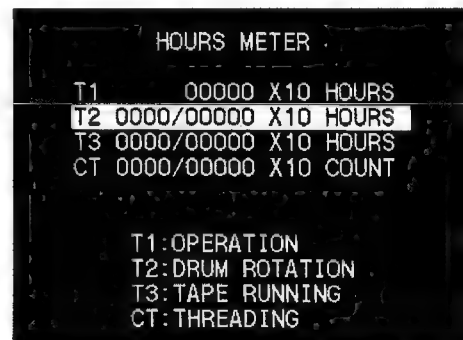 HOURS METER
T1 00000 X10 HOURS
T2 0000/00000 X10 HOURS
T3 0000/00000 X10 HOURS
CT 0000/00000 X10 COUNT
T1:OPERATION
T2:DRUM ROTATION
T3:TAPE RUNNING
CT:THREADING